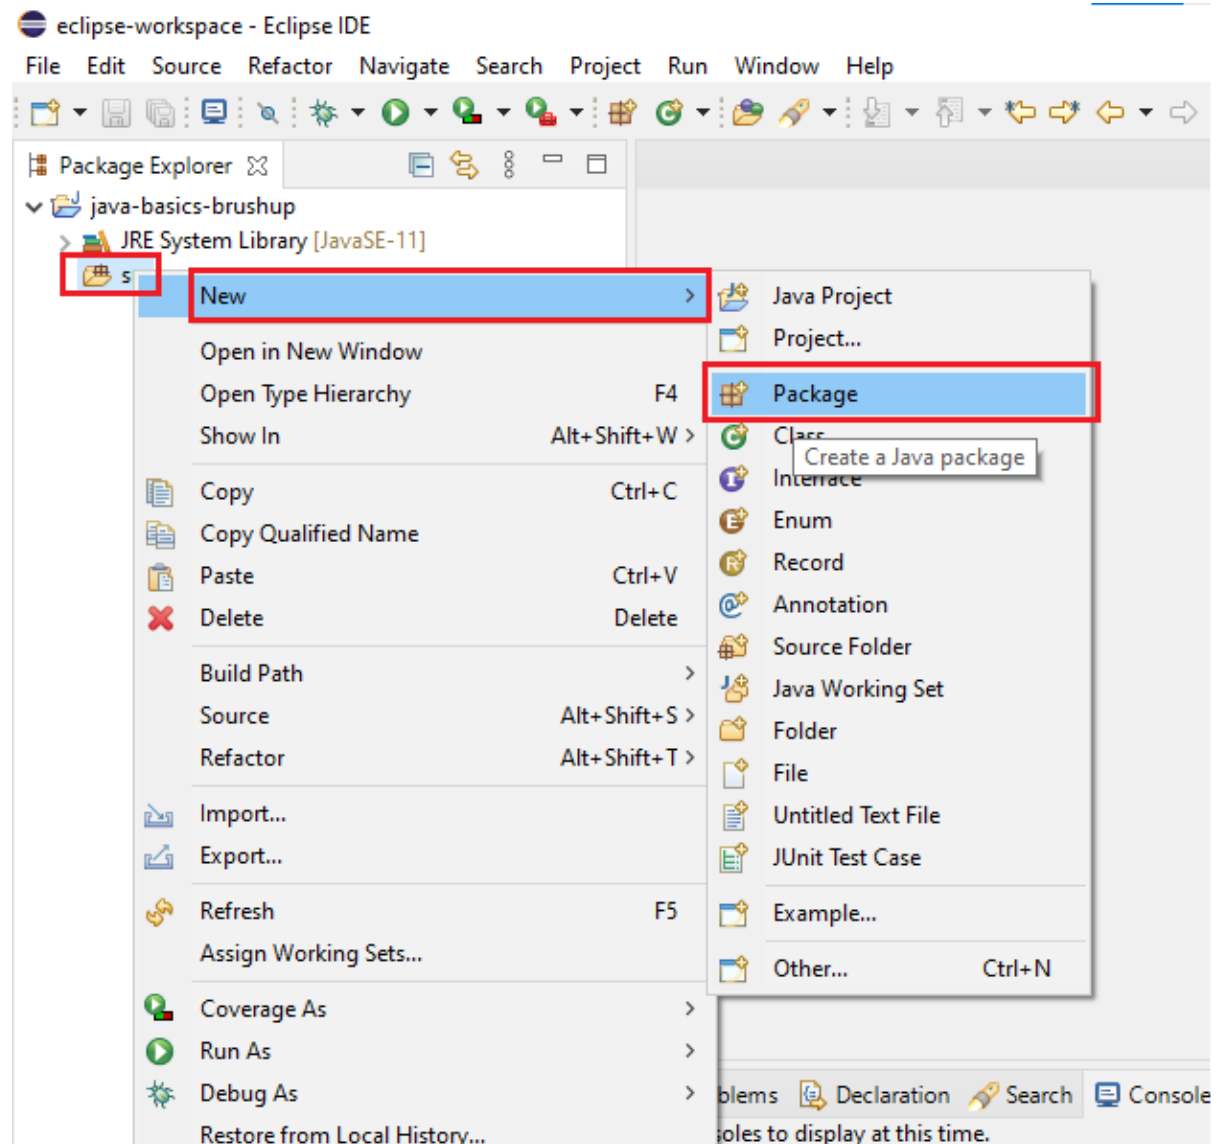 eclipse-workspace - Eclipse IDE
File Edit Source Refactor Navigate Search Project Run Window Help
Package Explorer
java-basics-brushup
JRE System Library [JavaSE-11]
s
New
Open in New Window
Open Type Hierarchy F4
Show In Alt+Shift+W
Copy Ctrl+C
Copy Qualified Name
Paste Ctrl+V
Delete Delete
Build Path
Source Alt+Shift+S
Refactor Alt+Shift+T
Import...
Export...
Refresh F5
Assign Working Sets...
Coverage As
Run As
Debug As
Restore from Local History...
Java Project
Project...
Package
Class
Create a Java package
Interface
Enum
Record
Annotation
Source Folder
Java Working Set
Folder
File
Untitled Text File
JUnit Test Case
Example...
Other... Ctrl+N
blems Declaration Search Console
soles to display at this time.